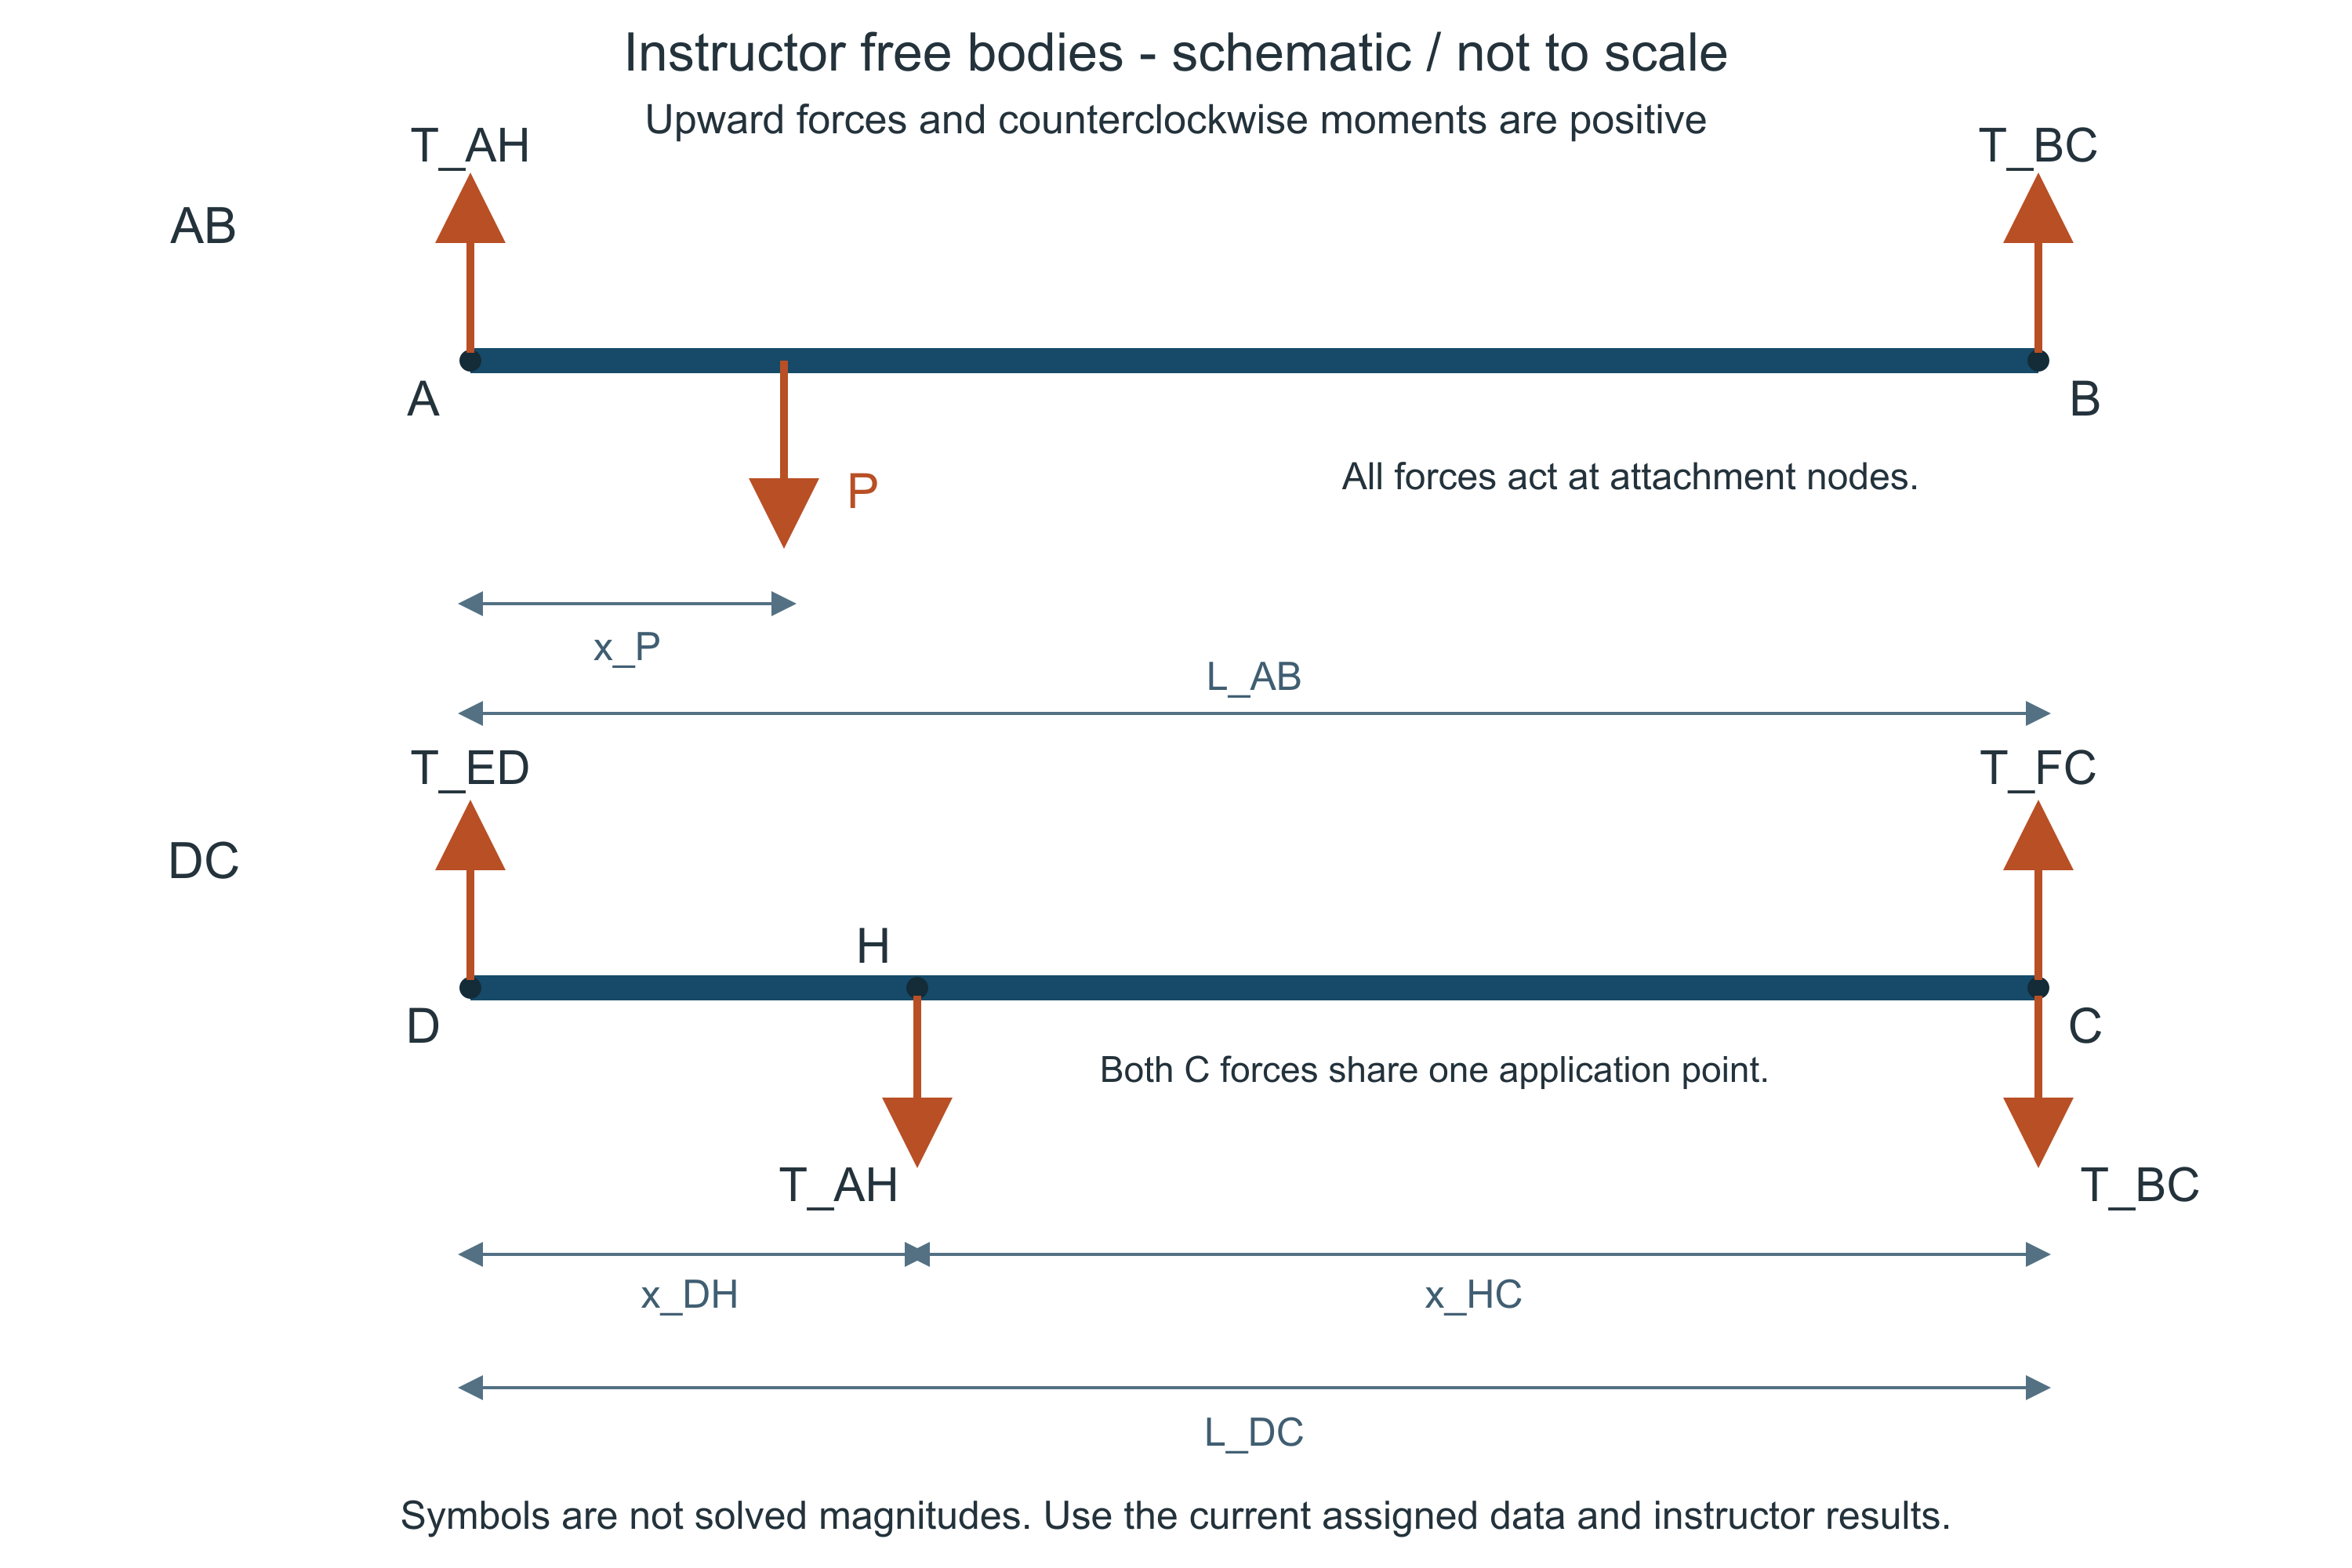 Instructor free bodies - schematic / not to scale
Upward forces and counterclockwise moments are positive
T_AH
T_BC
AB
A
B
P
All forces act at attachment nodes.
x_P
L_AB
T_ED
T_FC
DC
H
D
C
Both C forces share one application point.
T_AH
T_BC
x_DH
x_HC
L_DC
Symbols are not solved magnitudes. Use the current assigned data and instructor results.